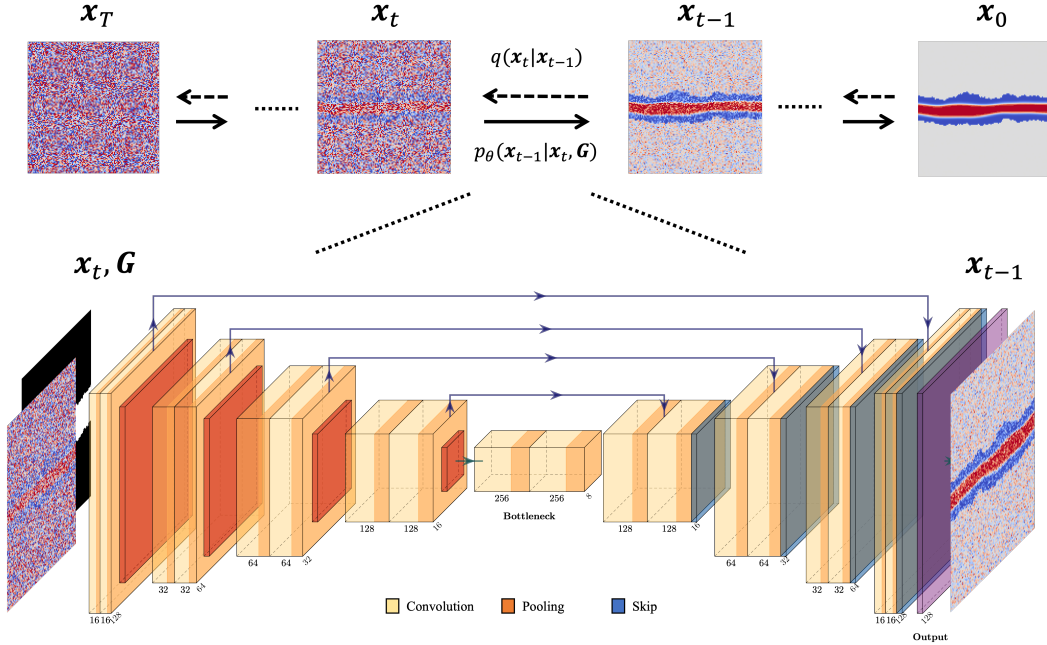 x_T
x_t
x_{t−1}
x_0
q(x_t|x_{t−1})
p_θ(x_{t−1}|x_t, G)
x_t, G
x_{t−1}
16 16 128
32 32 64
64 64 32
128 128 16
256 256 8
Bottleneck
128 128 16
64 64 32
32 32 64
16 16 128
128
Output
Convolution
Pooling
Skip